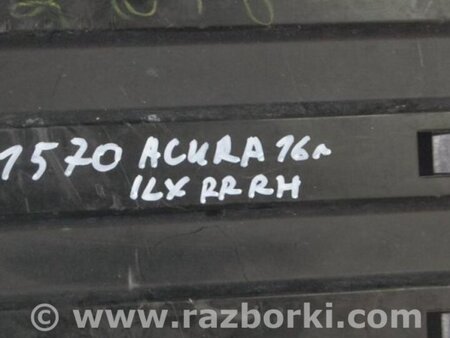 1570 ACURA 16г
ILX RR RH
© www.razborki.com